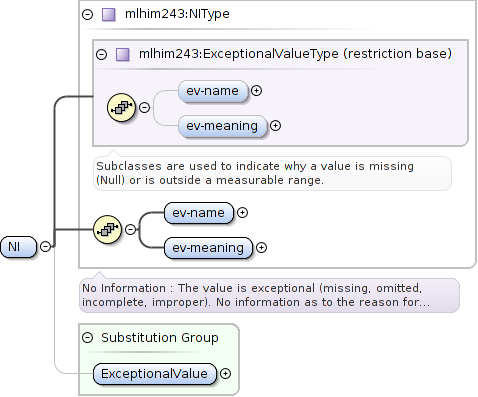 mlhim243:NIType
mlhim243:ExceptionalValueType (restriction base)
ev-name
ev-meaning
Subclasses are used to indicate why a value is missing
(Null) or is outside a measurable range.
ev-name
ev-meaning
NI
No Information : The value is exceptional (missing, omitted,
incomplete, improper). No information as to the reason for...
Substitution Group
ExceptionalValue